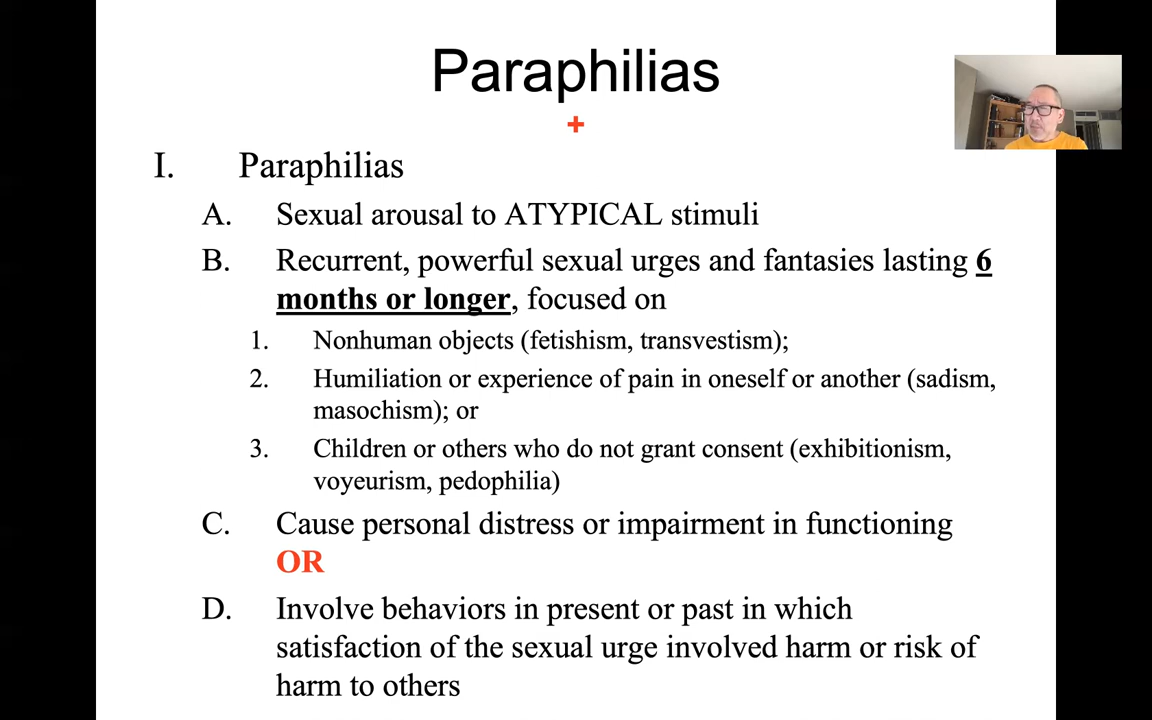 Paraphilias
+
I. Paraphilias
A. Sexual arousal to ATYPICAL stimuli
B. Recurrent, powerful sexual urges and fantasies lasting 6
months or longer, focused on
1. Nonhuman objects (fetishism, transvestism);
2. Humiliation or experience of pain in oneself or another (sadism,
masochism); or
3. Children or others who do not grant consent (exhibitionism,
voyeurism, pedophilia)
C. Cause personal distress or impairment in functioning
OR
D. Involve behaviors in present or past in which
satisfaction of the sexual urge involved harm or risk of
harm to others